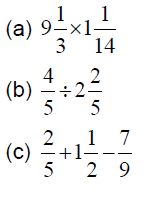 (a) 9 1/3 × 1 1/14
(b) 4/5 ÷ 2 2/5
(c) 2/5 + 1 1/2 − 7/9